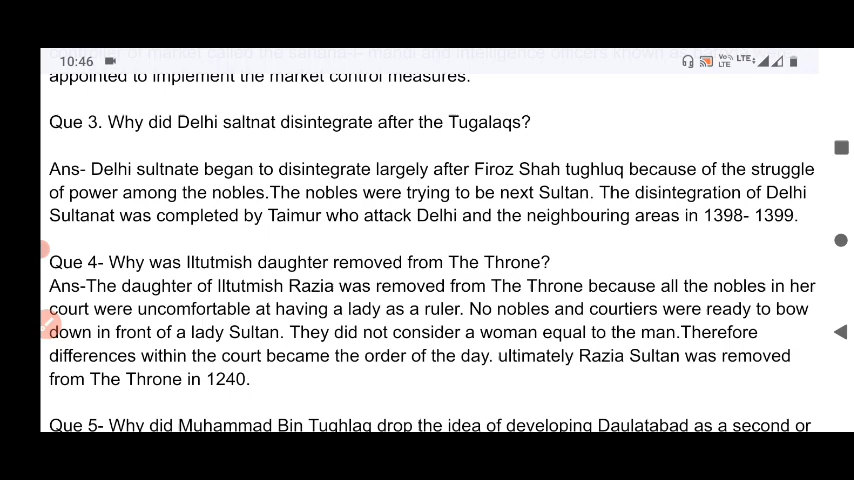 10:46
Vo)) LTE LTE
appointed to implement the market control measures.
Que 3. Why did Delhi saltnat disintegrate after the Tugalaqs?
Ans- Delhi sultnate began to disintegrate largely after Firoz Shah tughluq because of the struggle
of power among the nobles.The nobles were trying to be next Sultan. The disintegration of Delhi
Sultanat was completed by Taimur who attack Delhi and the neighbouring areas in 1398- 1399.
Que 4- Why was Iltutmish daughter removed from The Throne?
Ans-The daughter of Iltutmish Razia was removed from The Throne because all the nobles in her
court were uncomfortable at having a lady as a ruler. No nobles and courtiers were ready to bow
down in front of a lady Sultan. They did not consider a woman equal to the man.Therefore
differences within the court became the order of the day. ultimately Razia Sultan was removed
from The Throne in 1240.
Que 5- Why did Muhammad Bin Tughlaq drop the idea of developing Daulatabad as a second or